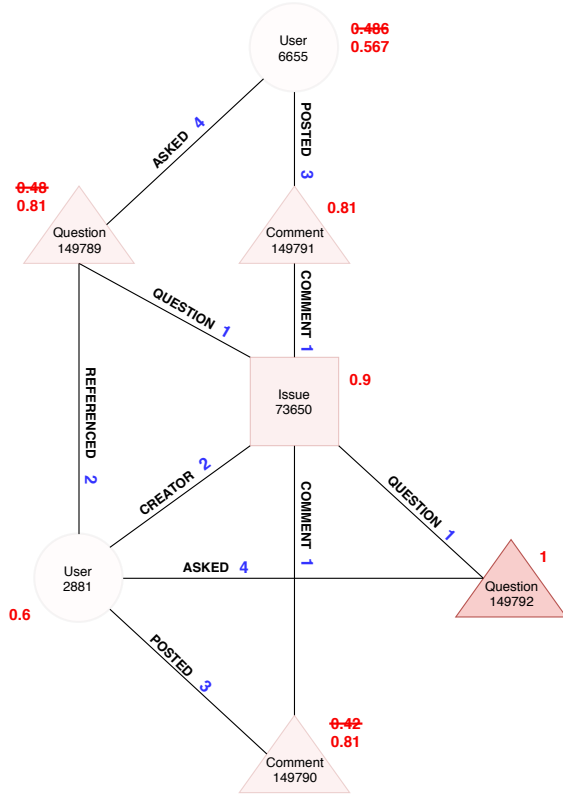 User
6655
0.486
0.567
ASKED 4
POSTED 3
0.48
0.81
Question
149789
0.81
Comment
149791
QUESTION 1
COMMENT 1
Issue
73650
0.9
REFERENCED 2
CREATOR 2
COMMENT 1
QUESTION 1
User
2881
0.6
ASKED 4
1
Question
149792
POSTED 3
0.42
0.81
Comment
149790